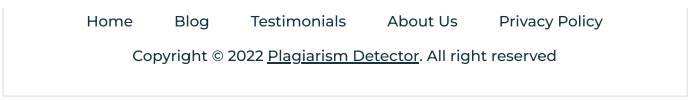 Home Blog Testimonials About Us Privacy Policy
Copyright © 2022 Plagiarism Detector. All right reserved